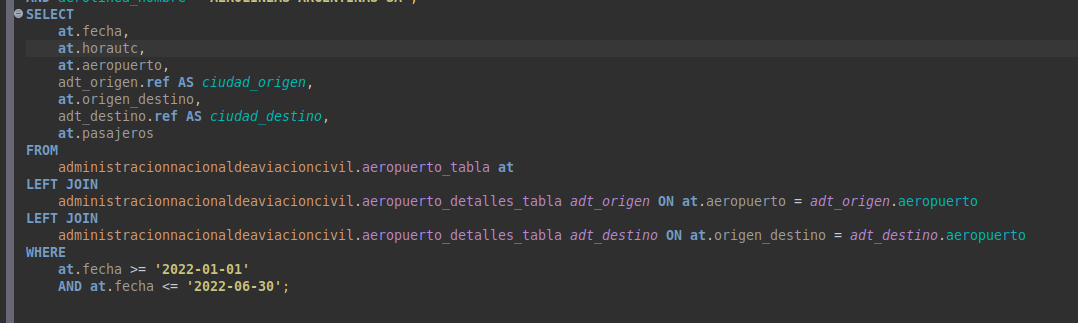 SELECT
at.fecha,
at.horautc,
at.aeropuerto,
adt_origen.ref AS ciudad_origen,
at.origen_destino,
adt_destino.ref AS ciudad_destino,
at.pasajeros
FROM
administracionnacionaldeaviacioncivil.aeropuerto_tabla at
LEFT JOIN
administracionnacionaldeaviacioncivil.aeropuerto_detalles_tabla adt_origen ON at.aeropuerto = adt_origen.aeropuerto
LEFT JOIN
administracionnacionaldeaviacioncivil.aeropuerto_detalles_tabla adt_destino ON at.origen_destino = adt_destino.aeropuerto
WHERE
at.fecha >= '2022-01-01'
AND at.fecha <= '2022-06-30';